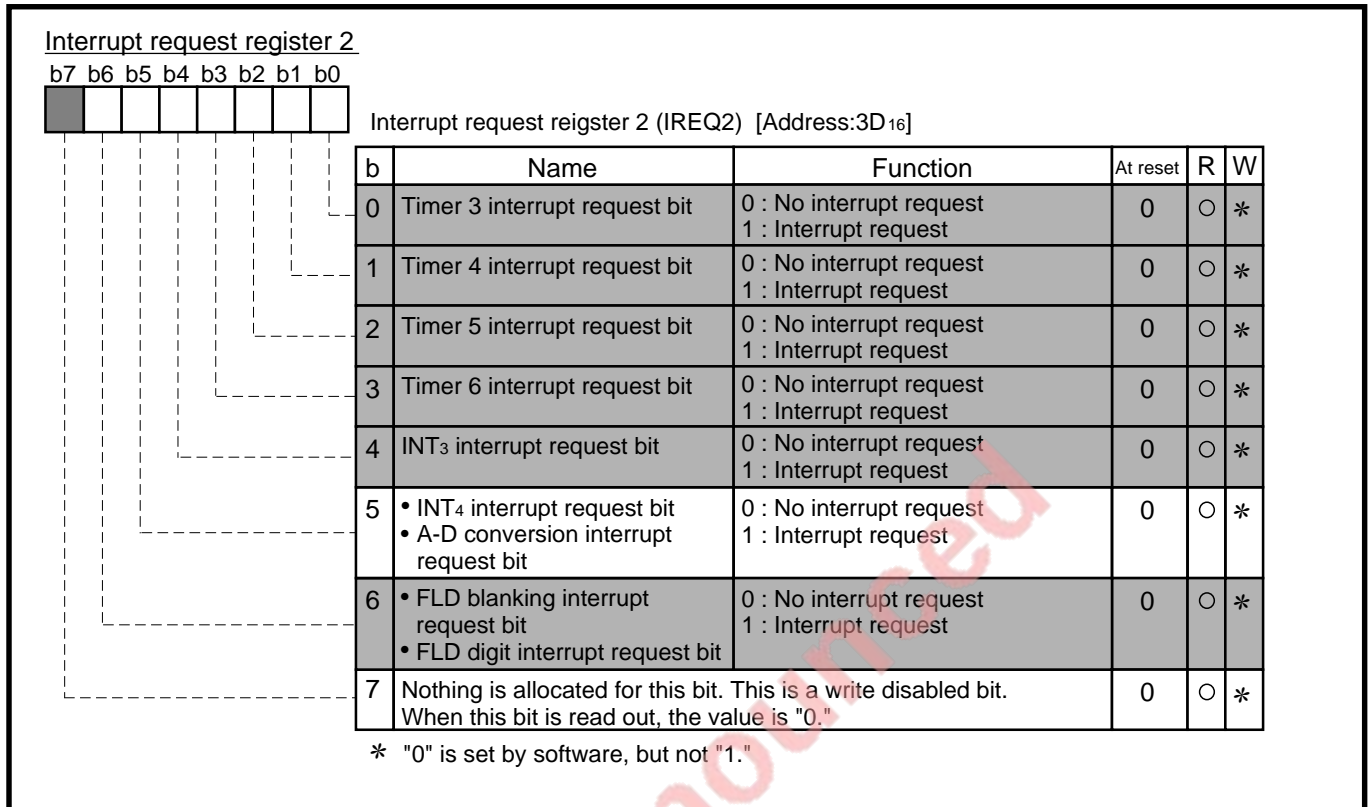 Interrupt request register 2
b7 b6 b5 b4 b3 b2 b1 b0
Interrupt request reigster 2 (IREQ2) [Address:3D16]
b Name Function At reset R W
0 Timer 3 interrupt request bit 0 : No interrupt request 0 ○ *
1 : Interrupt request
1 Timer 4 interrupt request bit 0 : No interrupt request 0 ○ *
1 : Interrupt request
2 Timer 5 interrupt request bit 0 : No interrupt request 0 ○ *
1 : Interrupt request
3 Timer 6 interrupt request bit 0 : No interrupt request 0 ○ *
1 : Interrupt request
4 INT3 interrupt request bit 0 : No interrupt request 0 ○ *
1 : Interrupt request
5 • INT4 interrupt request bit 0 : No interrupt request 0 ○ *
• A-D conversion interrupt 1 : Interrupt request
request bit
6 • FLD blanking interrupt 0 : No interrupt request 0 ○ *
request bit 1 : Interrupt request
• FLD digit interrupt request bit
7 Nothing is allocated for this bit. This is a write disabled bit. 0 ○ *
When this bit is read out, the value is "0."
* "0" is set by software, but not "1."